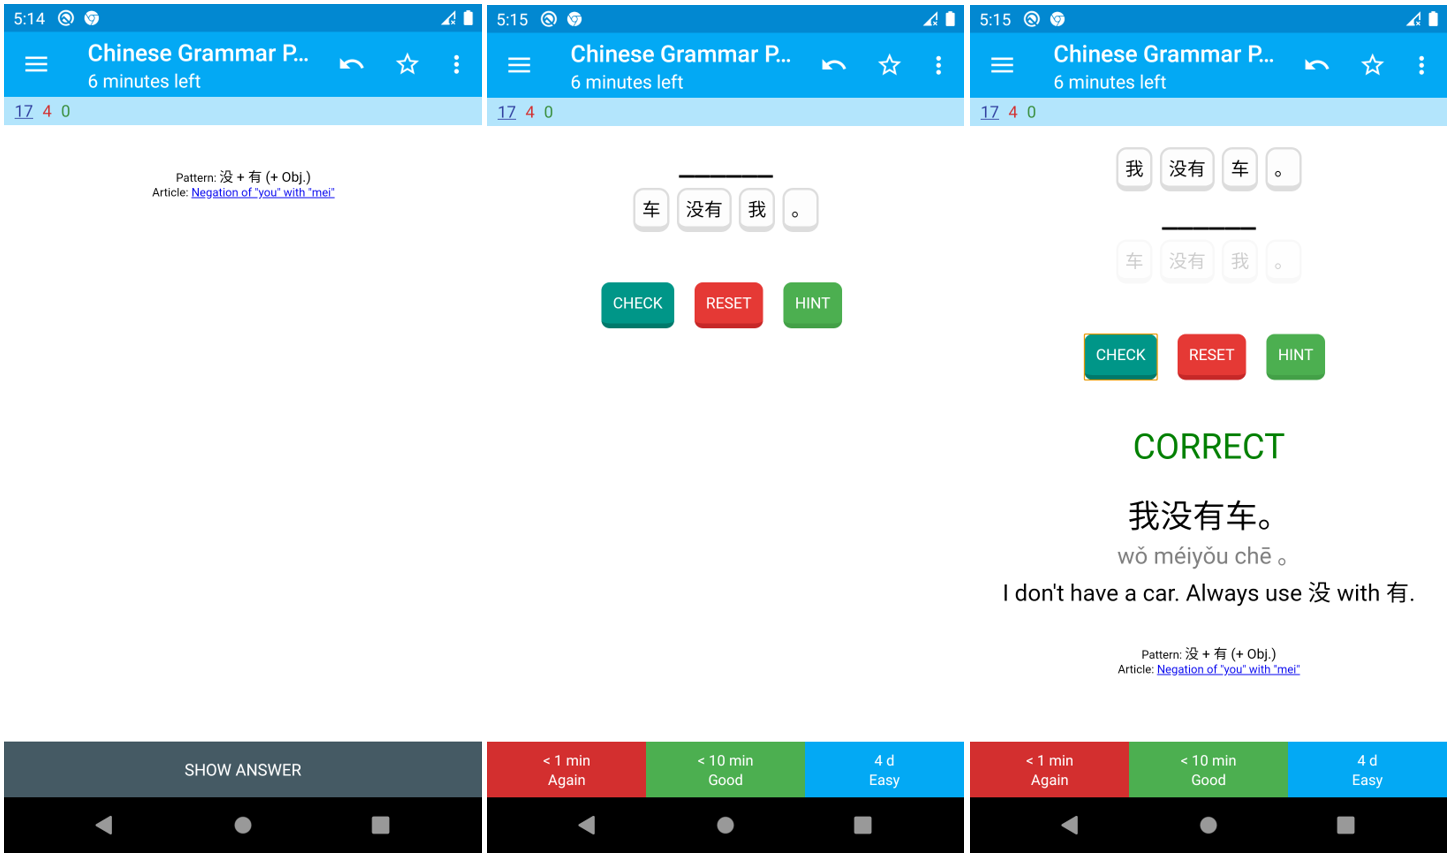 5:14
Chinese Grammar P...
6 minutes left
17 4 0
Pattern: 没 + 有 (+ Obj.)
Article: Negation of "you" with "mei"
SHOW ANSWER
5:15
Chinese Grammar P...
6 minutes left
17 4 0
车 没有 我 。
CHECK RESET HINT
< 1 min < 10 min 4 d
Again Good Easy
5:15
Chinese Grammar P...
6 minutes left
17 4 0
我 没有 车 。
车 没有 我 。
CHECK RESET HINT
CORRECT
我没有车。
wǒ méiyǒu chē 。
I don't have a car. Always use 没 with 有.
Pattern: 没 + 有 (+ Obj.)
Article: Negation of "you" with "mei"
< 1 min < 10 min 4 d
Again Good Easy